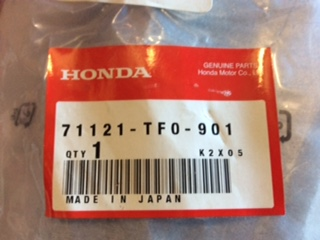 HONDA
GENUINE PARTS
Honda Motor Co.,
71121-TF0-901
QTY 1 K2X05
MADE IN JAPAN